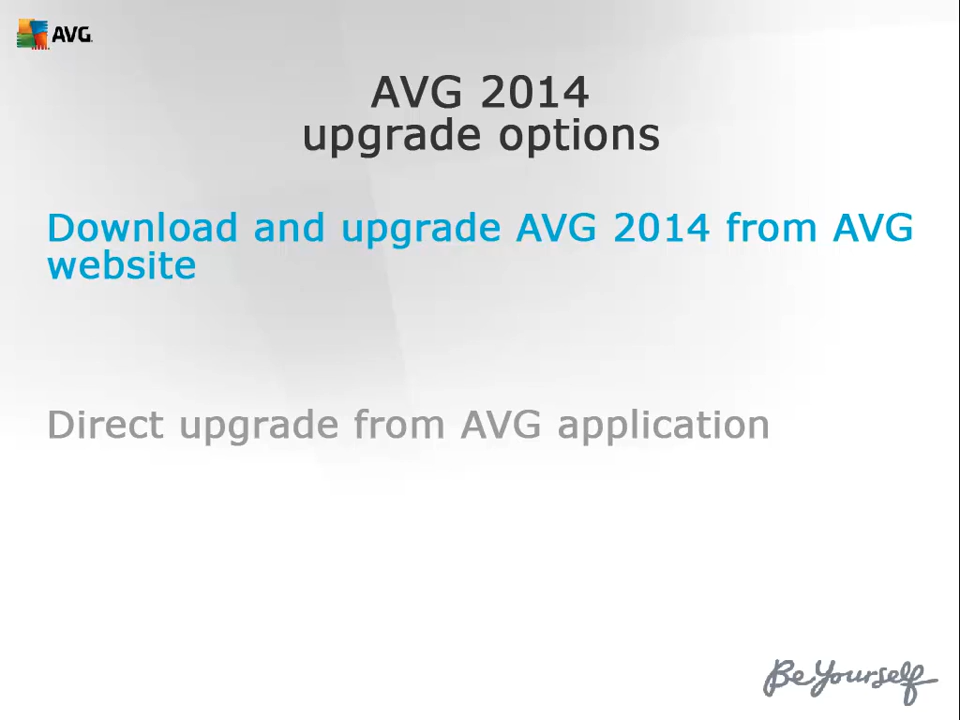 AVG.
AVG 2014
upgrade options
Download and upgrade AVG 2014 from AVG
website
Direct upgrade from AVG application
Be Yourself